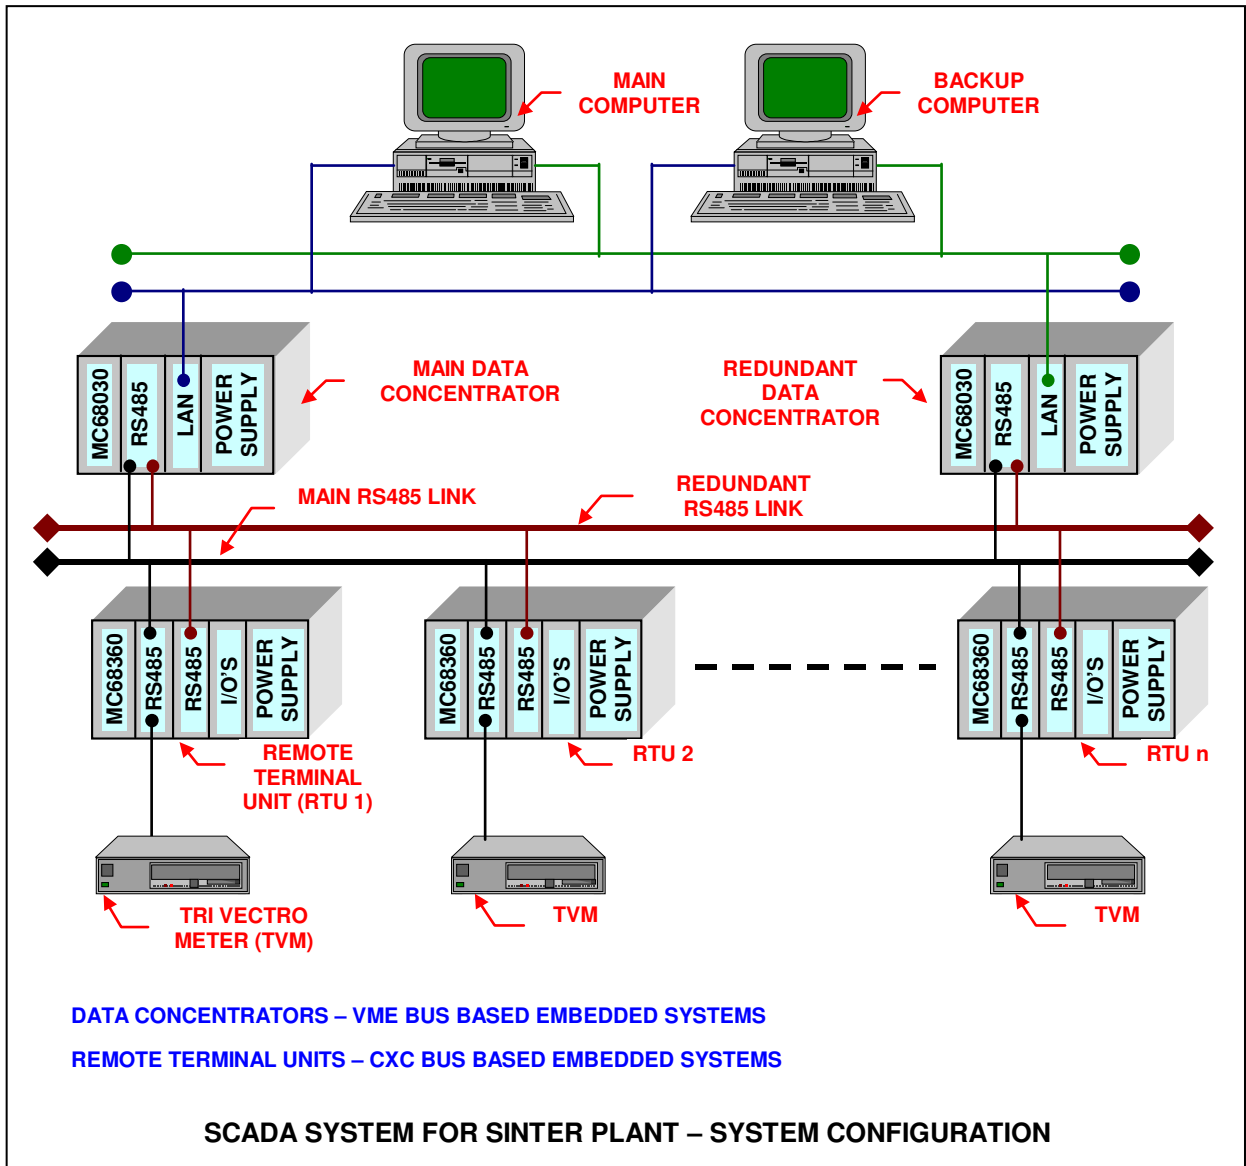 MAIN
COMPUTER
BACKUP
COMPUTER
MC68030
RS485
LAN
POWER
SUPPLY
MAIN DATA
CONCENTRATOR
REDUNDANT
DATA
CONCENTRATOR
MC68030
RS485
LAN
POWER
SUPPLY
MAIN RS485 LINK
REDUNDANT
RS485 LINK
MC68360
RS485
RS485
I/O'S
POWER
SUPPLY
MC68360
RS485
RS485
I/O'S
POWER
SUPPLY
MC68360
RS485
RS485
I/O'S
POWER
SUPPLY
REMOTE
TERMINAL
UNIT (RTU 1)
RTU 2
RTU n
TRI VECTRO
METER (TVM)
TVM
TVM
DATA CONCENTRATORS – VME BUS BASED EMBEDDED SYSTEMS
REMOTE TERMINAL UNITS – CXC BUS BASED EMBEDDED SYSTEMS
SCADA SYSTEM FOR SINTER PLANT – SYSTEM CONFIGURATION